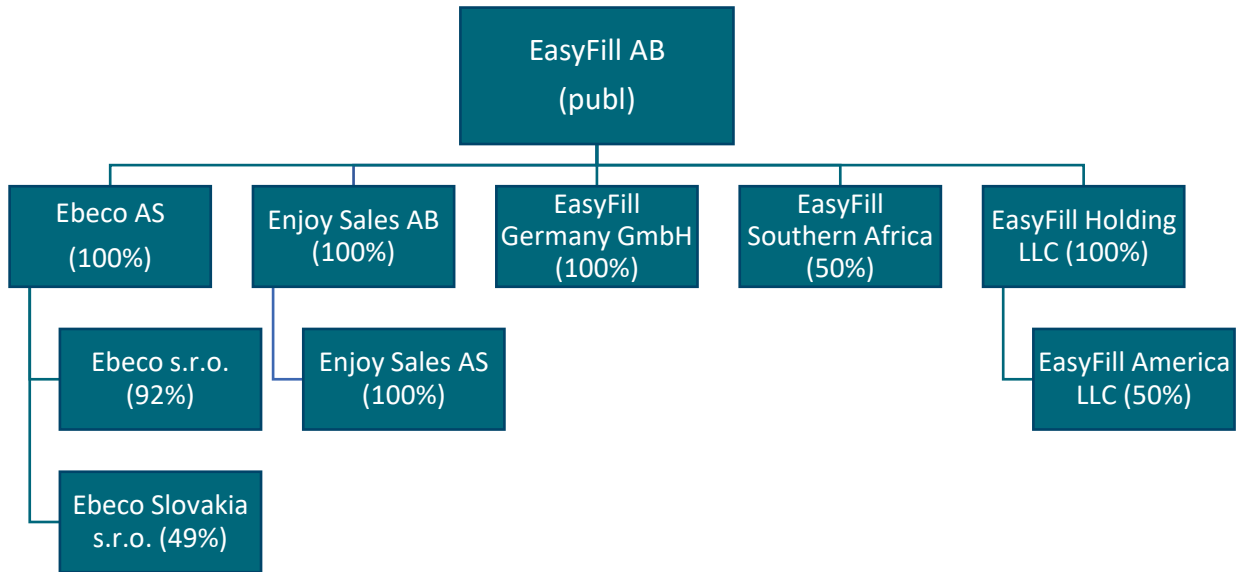 EasyFill AB
(publ)
Ebeco AS
(100%)
Enjoy Sales AB
(100%)
EasyFill
Germany GmbH
(100%)
EasyFill
Southern Africa
(50%)
EasyFill Holding
LLC (100%)
Ebeco s.r.o.
(92%)
Enjoy Sales AS
(100%)
EasyFill America
LLC (50%)
Ebeco Slovakia
s.r.o. (49%)